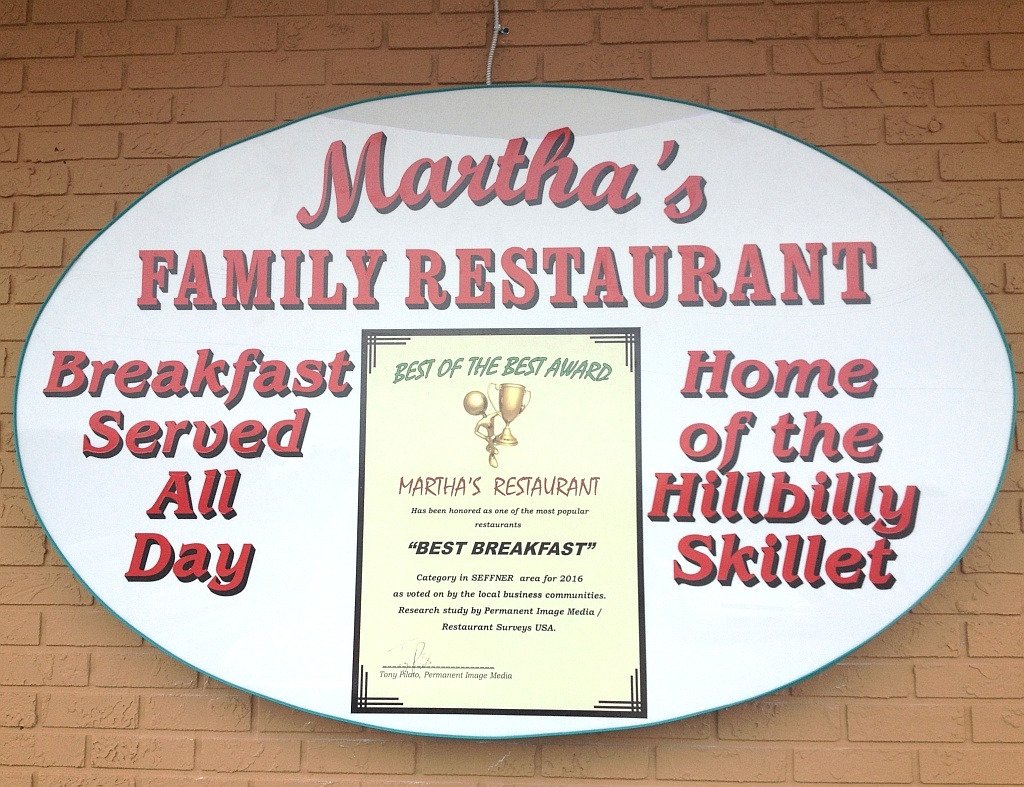 Martha's
FAMILY RESTAURANT
Breakfast
Served
All
Day
BEST OF THE BEST AWARD
MARTHA'S RESTAURANT
Has been honored as one of the most popular
restaurants
"BEST BREAKFAST"
Category in SEFFNER area for 2016
as voted on by the local business communities.
Research study by Permanent Image Media /
Restaurant Surveys USA.
Tony Pilato, Permanent Image Media
Home
of the
Hillbilly
Skillet